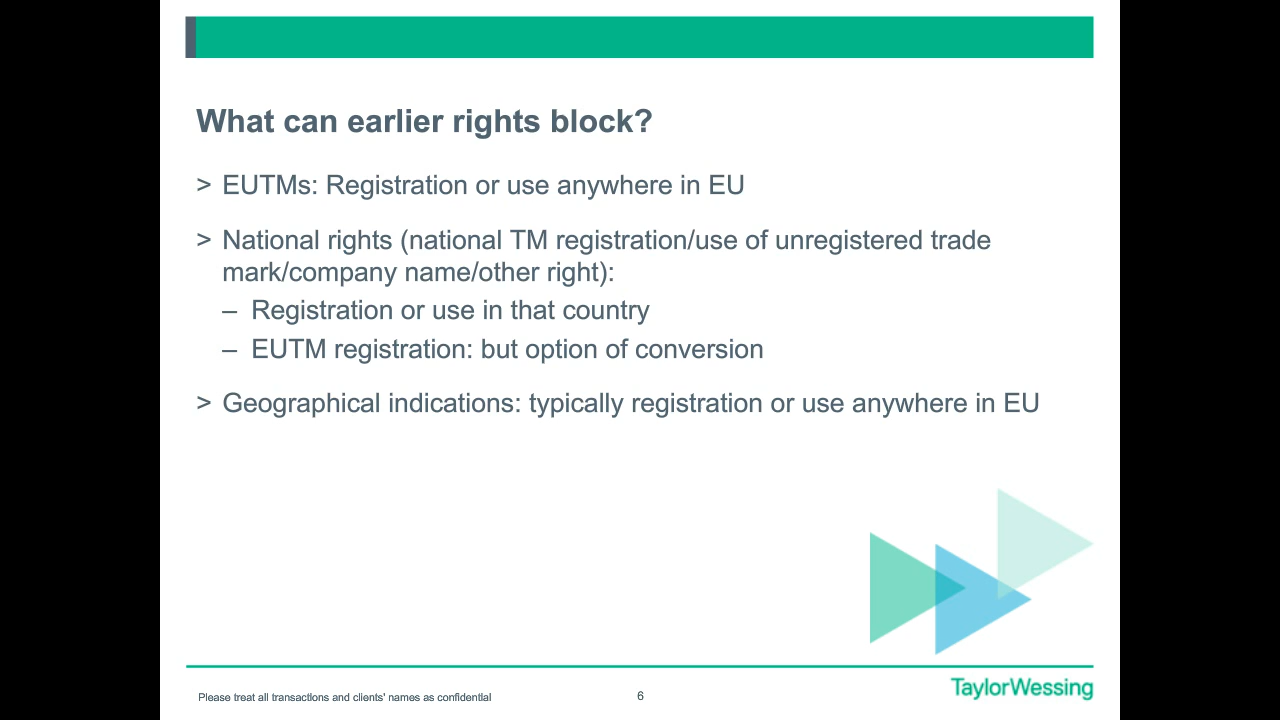 What can earlier rights block?
> EUTMs: Registration or use anywhere in EU
> National rights (national TM registration/use of unregistered trade
mark/company name/other right):
– Registration or use in that country
– EUTM registration: but option of conversion
> Geographical indications: typically registration or use anywhere in EU
Please treat all transactions and clients' names as confidential
6
TaylorWessing